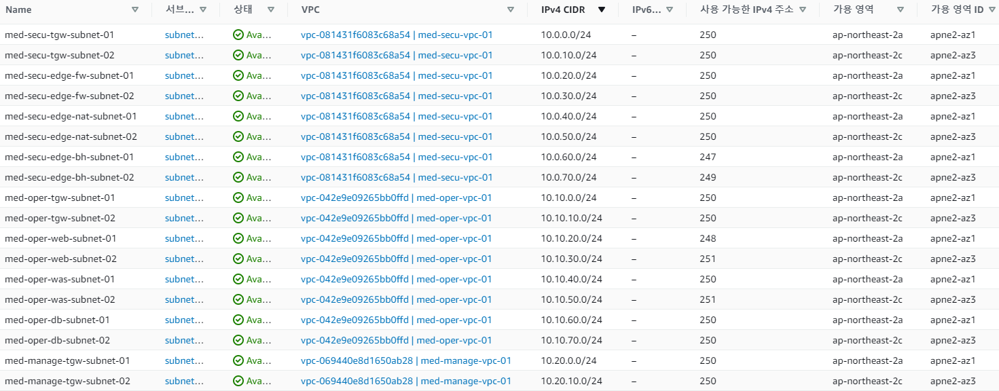 Name 서브... 상태 VPC IPv4 CIDR IPv6... 사용 가능한 IPv4 주소 가용 영역 가용 영역 ID
med-secu-tgw-subnet-01 subnet... Ava... vpc-081431f6083c68a54 | med-secu-vpc-01 10.0.0.0/24 – 250 ap-northeast-2a apne2-az1
med-secu-tgw-subnet-02 subnet... Ava... vpc-081431f6083c68a54 | med-secu-vpc-01 10.0.10.0/24 – 250 ap-northeast-2c apne2-az3
med-secu-edge-fw-subnet-01 subnet... Ava... vpc-081431f6083c68a54 | med-secu-vpc-01 10.0.20.0/24 – 250 ap-northeast-2a apne2-az1
med-secu-edge-fw-subnet-02 subnet... Ava... vpc-081431f6083c68a54 | med-secu-vpc-01 10.0.30.0/24 – 250 ap-northeast-2c apne2-az3
med-secu-edge-nat-subnet-01 subnet... Ava... vpc-081431f6083c68a54 | med-secu-vpc-01 10.0.40.0/24 – 250 ap-northeast-2a apne2-az1
med-secu-edge-nat-subnet-02 subnet... Ava... vpc-081431f6083c68a54 | med-secu-vpc-01 10.0.50.0/24 – 250 ap-northeast-2c apne2-az3
med-secu-edge-bh-subnet-01 subnet... Ava... vpc-081431f6083c68a54 | med-secu-vpc-01 10.0.60.0/24 – 247 ap-northeast-2a apne2-az1
med-secu-edge-bh-subnet-02 subnet... Ava... vpc-081431f6083c68a54 | med-secu-vpc-01 10.0.70.0/24 – 249 ap-northeast-2c apne2-az3
med-oper-tgw-subnet-01 subnet... Ava... vpc-042e9e09265bb0ffd | med-oper-vpc-01 10.10.0.0/24 – 250 ap-northeast-2a apne2-az1
med-oper-tgw-subnet-02 subnet... Ava... vpc-042e9e09265bb0ffd | med-oper-vpc-01 10.10.10.0/24 – 250 ap-northeast-2c apne2-az3
med-oper-web-subnet-01 subnet... Ava... vpc-042e9e09265bb0ffd | med-oper-vpc-01 10.10.20.0/24 – 248 ap-northeast-2a apne2-az1
med-oper-web-subnet-02 subnet... Ava... vpc-042e9e09265bb0ffd | med-oper-vpc-01 10.10.30.0/24 – 251 ap-northeast-2c apne2-az3
med-oper-was-subnet-01 subnet... Ava... vpc-042e9e09265bb0ffd | med-oper-vpc-01 10.10.40.0/24 – 250 ap-northeast-2a apne2-az1
med-oper-was-subnet-02 subnet... Ava... vpc-042e9e09265bb0ffd | med-oper-vpc-01 10.10.50.0/24 – 251 ap-northeast-2c apne2-az3
med-oper-db-subnet-01 subnet... Ava... vpc-042e9e09265bb0ffd | med-oper-vpc-01 10.10.60.0/24 – 250 ap-northeast-2a apne2-az1
med-oper-db-subnet-02 subnet... Ava... vpc-042e9e09265bb0ffd | med-oper-vpc-01 10.10.70.0/24 – 250 ap-northeast-2c apne2-az3
med-manage-tgw-subnet-01 subnet... Ava... vpc-069440e8d1650ab28 | med-manage-vpc-01 10.20.0.0/24 – 250 ap-northeast-2a apne2-az1
med-manage-tgw-subnet-02 subnet... Ava... vpc-069440e8d1650ab28 | med-manage-vpc-01 10.20.10.0/24 – 250 ap-northeast-2c apne2-az3